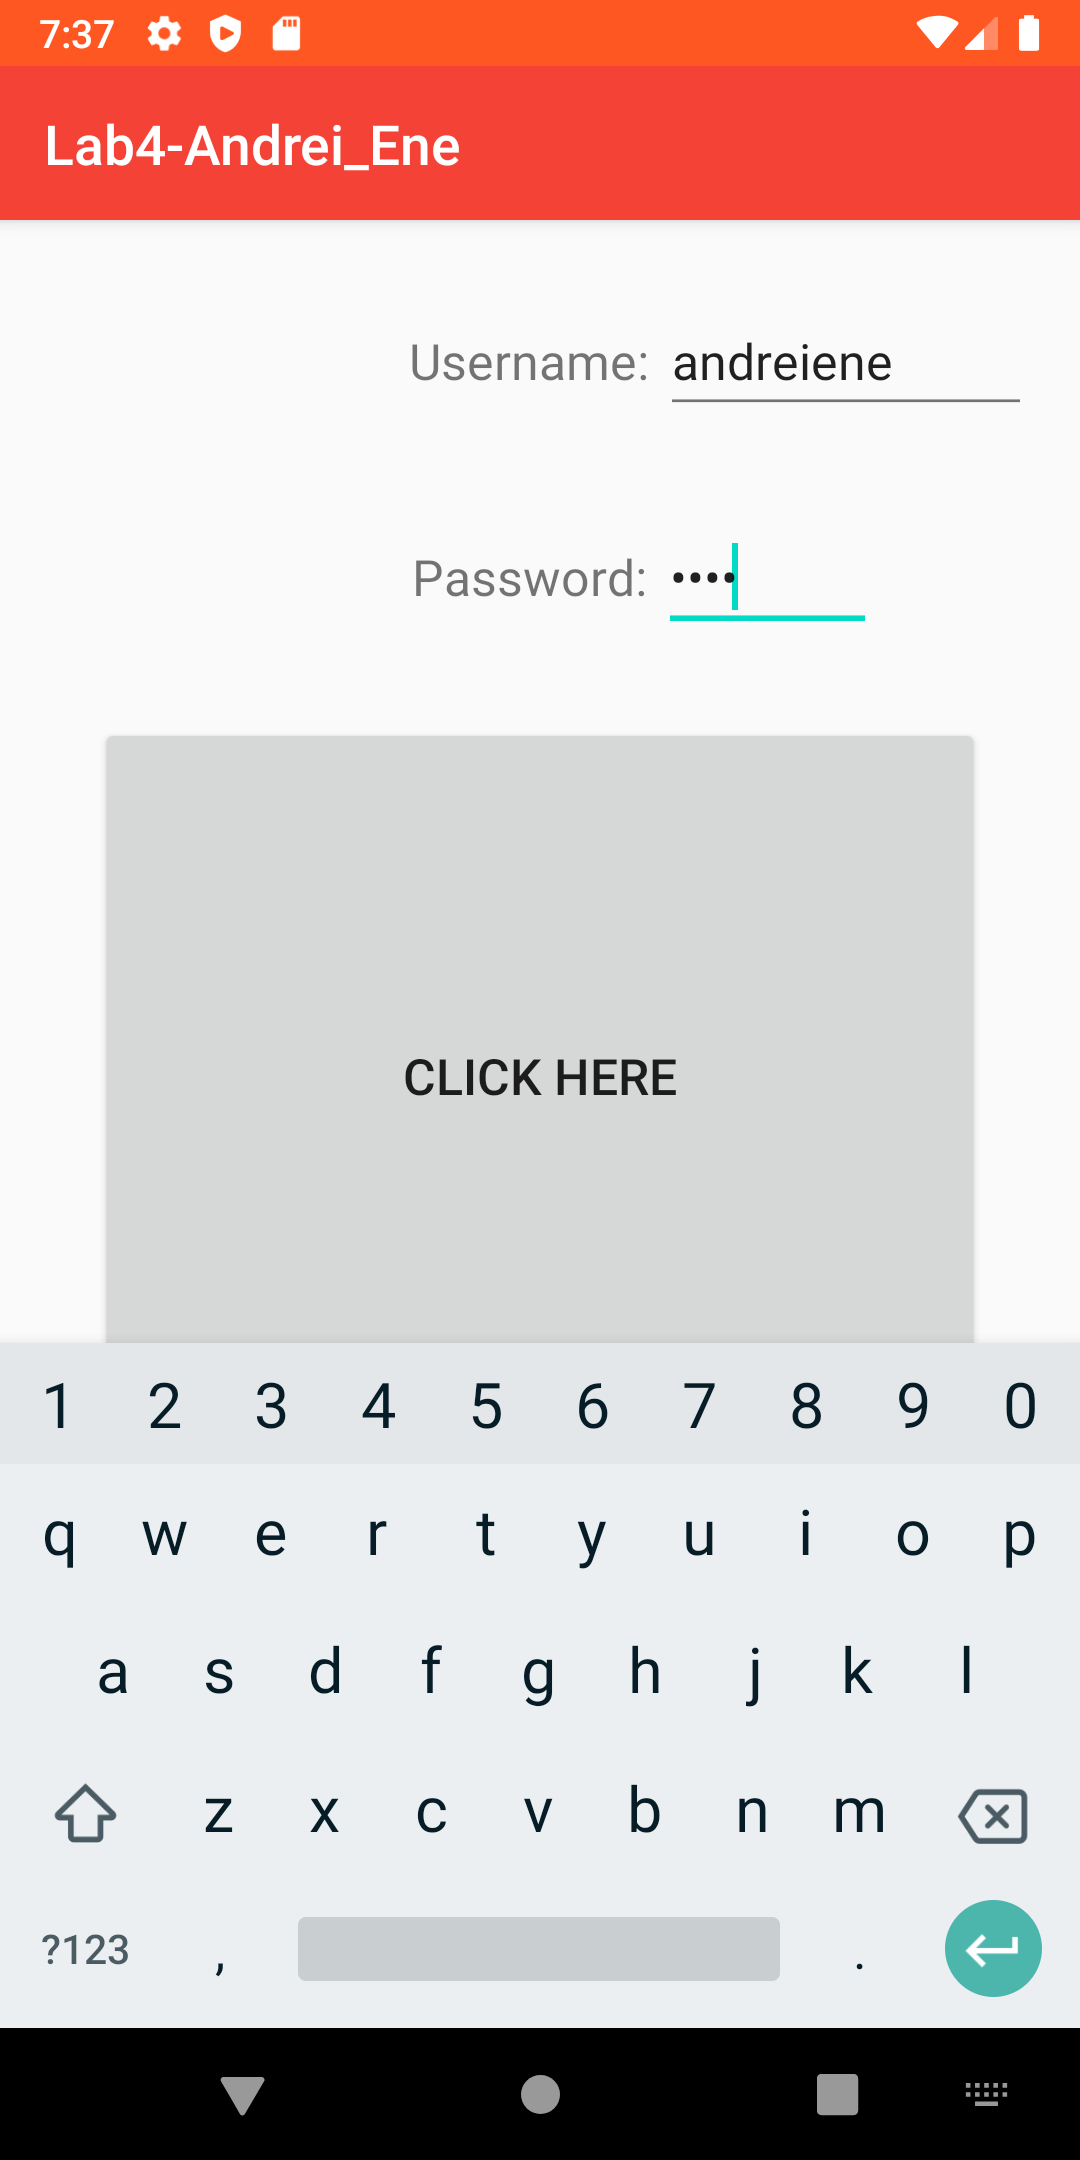 7:37
Lab4-Andrei_Ene
Username: andreiene
Password: ••••
CLICK HERE
1 2 3 4 5 6 7 8 9 0
q w e r t y u i o p
a s d f g h j k l
z x c v b n m
?123 , .